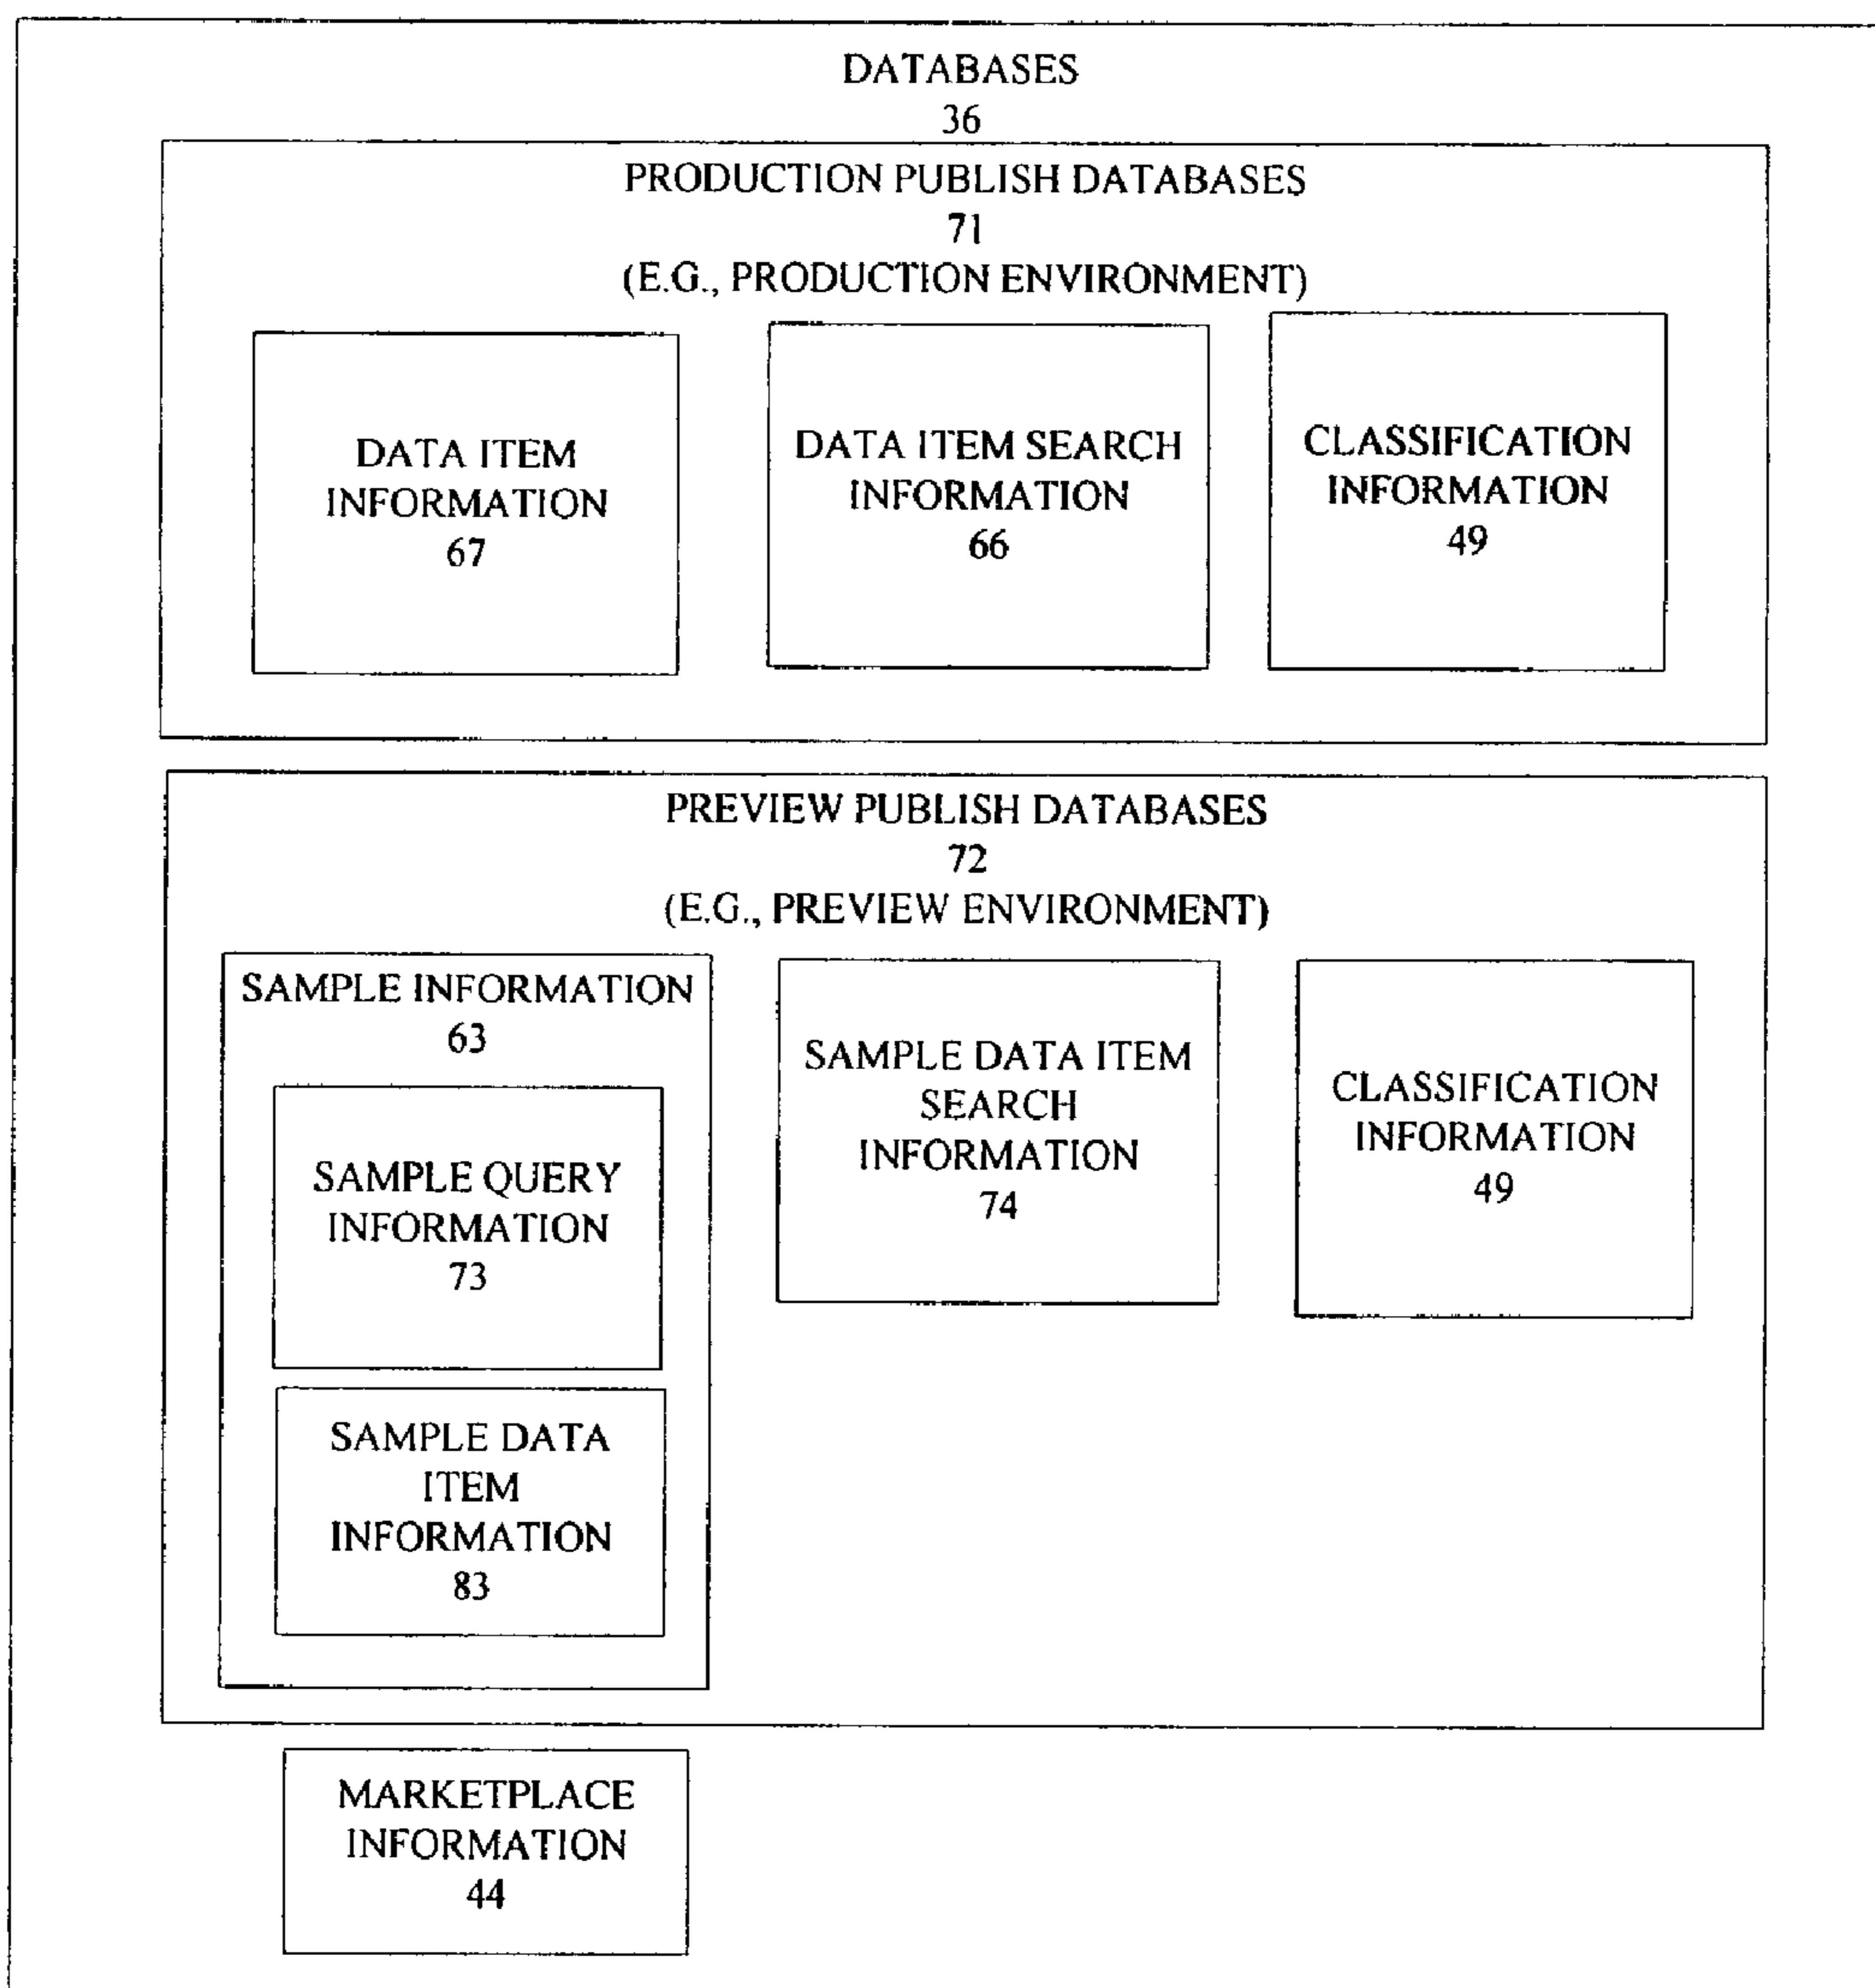 DATABASES
36
PRODUCTION PUBLISH DATABASES
71
(E.G., PRODUCTION ENVIRONMENT)
DATA ITEM
INFORMATION
67
DATA ITEM SEARCH
INFORMATION
66
CLASSIFICATION
INFORMATION
49
PREVIEW PUBLISH DATABASES
72
(E.G., PREVIEW ENVIRONMENT)
SAMPLE INFORMATION
63
SAMPLE QUERY
INFORMATION
73
SAMPLE DATA
ITEM
INFORMATION
83
SAMPLE DATA ITEM
SEARCH
INFORMATION
74
CLASSIFICATION
INFORMATION
49
MARKETPLACE
INFORMATION
44